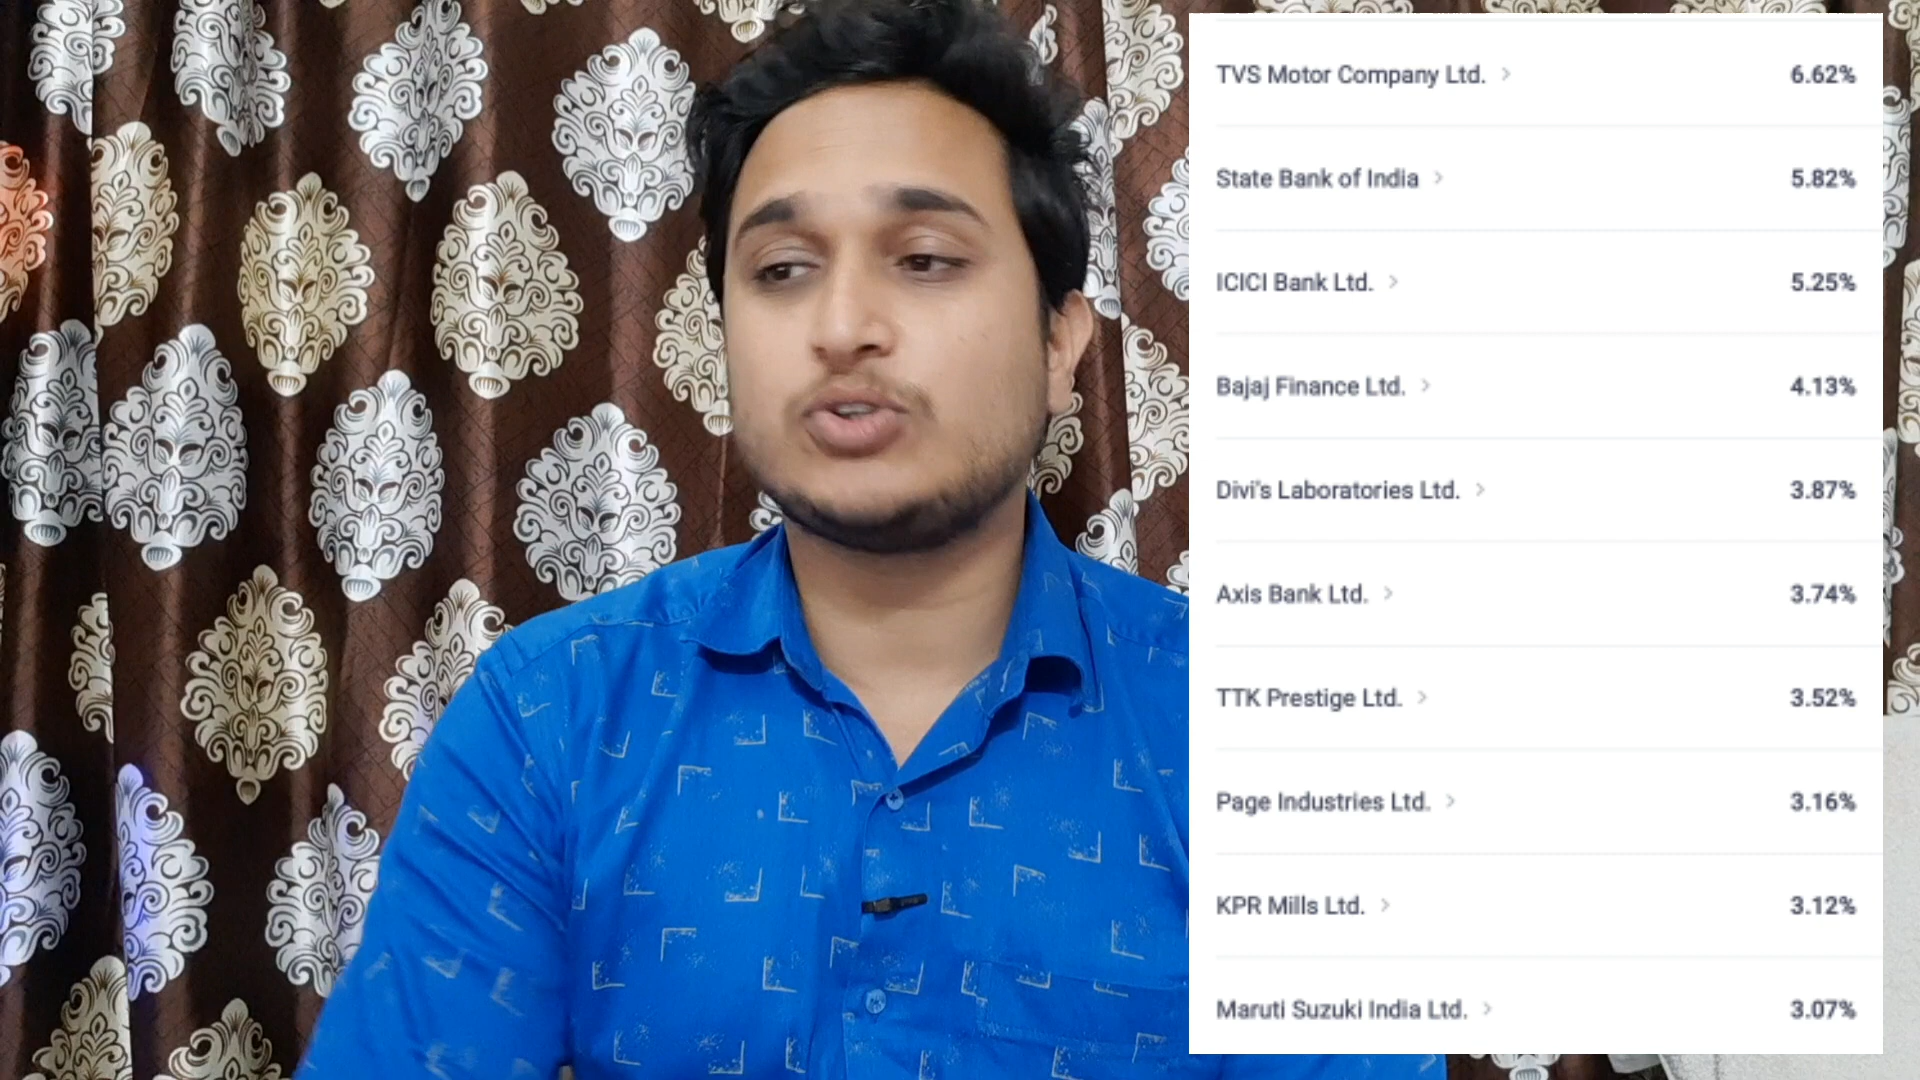 TVS Motor Company Ltd. > 6.62%
State Bank of India > 5.82%
ICICI Bank Ltd. > 5.25%
Bajaj Finance Ltd. > 4.13%
Divi's Laboratories Ltd. > 3.87%
Axis Bank Ltd. > 3.74%
TTK Prestige Ltd. > 3.52%
Page Industries Ltd. > 3.16%
KPR Mills Ltd. > 3.12%
Maruti Suzuki India Ltd. > 3.07%